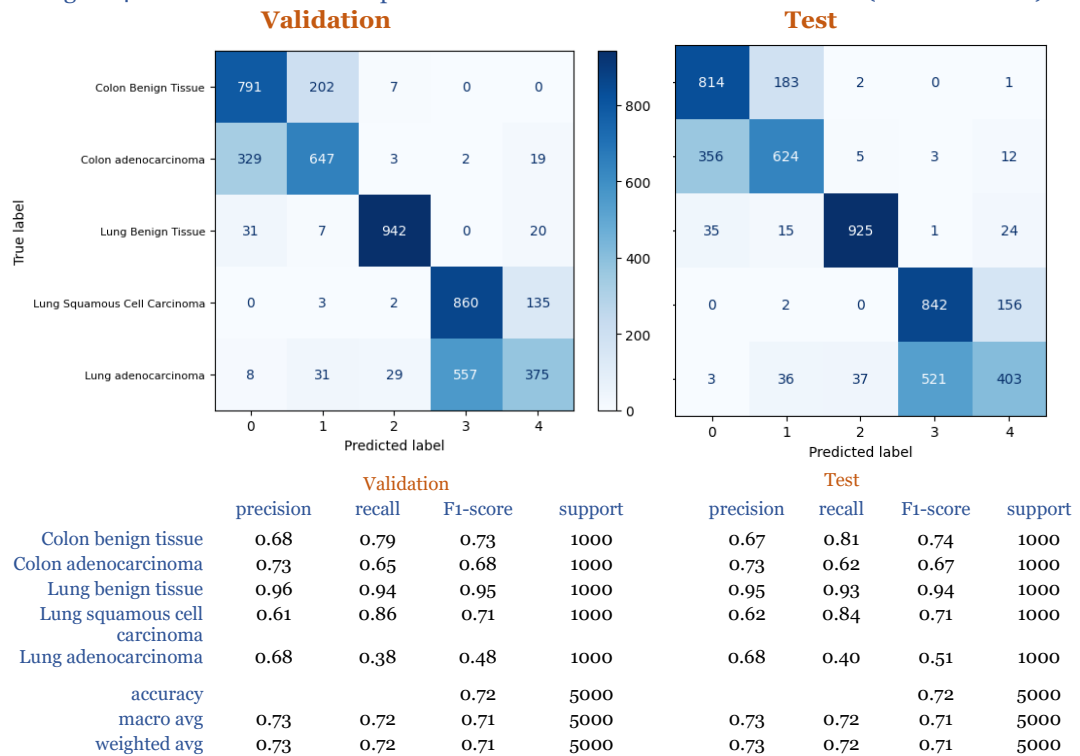 Validation Test
Colon Benign Tissue 791 202 7 0 0 814 183 2 0 1
800
Colon adenocarcinoma 329 647 3 2 19 356 624 5 3 12
600
True label
Lung Benign Tissue 31 7 942 0 20 35 15 925 1 24
400
Lung Squamous Cell Carcinoma 0 3 2 860 135 0 2 0 842 156
200
Lung adenocarcinoma 8 31 29 557 375 3 36 37 521 403
0
0 1 2 3 4 0 1 2 3 4
Predicted label Predicted label
Validation Test
precision recall F1-score support precision recall F1-score support
Colon benign tissue 0.68 0.79 0.73 1000 0.67 0.81 0.74 1000
Colon adenocarcinoma 0.73 0.65 0.68 1000 0.73 0.62 0.67 1000
Lung benign tissue 0.96 0.94 0.95 1000 0.95 0.93 0.94 1000
Lung squamous cell 0.61 0.86 0.71 1000 0.62 0.84 0.71 1000
carcinoma
Lung adenocarcinoma 0.68 0.38 0.48 1000 0.68 0.40 0.51 1000
accuracy 0.72 5000 0.72 5000
macro avg 0.73 0.72 0.71 5000 0.73 0.72 0.71 5000
weighted avg 0.73 0.72 0.71 5000 0.73 0.72 0.71 5000